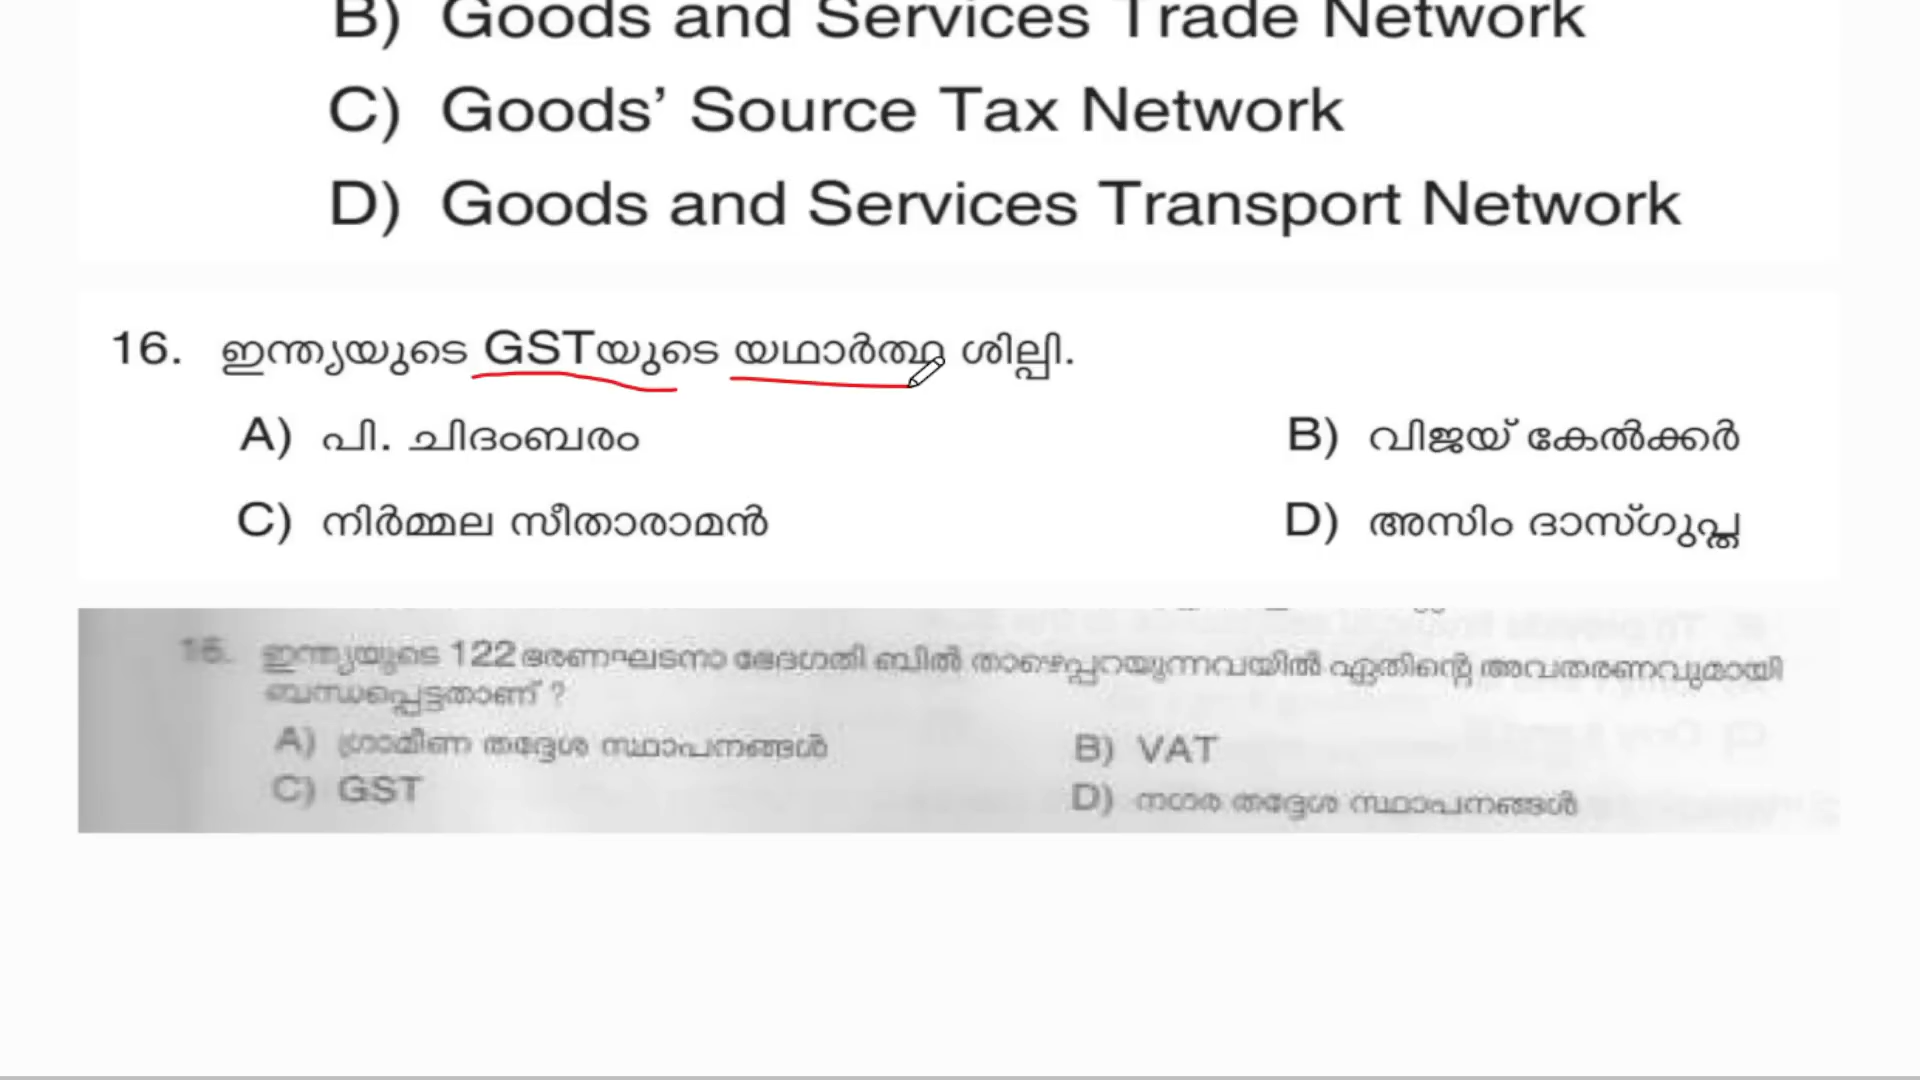 B) Goods and Services Trade Network
C) Goods’ Source Tax Network
D) Goods and Services Transport Network
16. ഇന്ത്യയുടെ GSTയുടെ യഥാർത്ഥ ശില്പി.
A) പി. ചിദംബരം B) വിജയ് കേൽക്കർ
C) നിർമ്മല സീതാരാമൻ D) അസിം ദാസ്ഗുപ്ത
15. ഇന്ത്യയുടെ 122 ഭരണഘടനാ ഭേദഗതി ബിൽ താഴെപ്പറയുന്നവയിൽ ഏതിന്റെ അവതരണവുമായി
ബന്ധപ്പെട്ടതാണ് ?
A) ഗ്രാമീണ തദ്ദേശ സ്ഥാപനങ്ങൾ B) VAT
C) GST D) നഗര തദ്ദേശ സ്ഥാപനങ്ങൾ